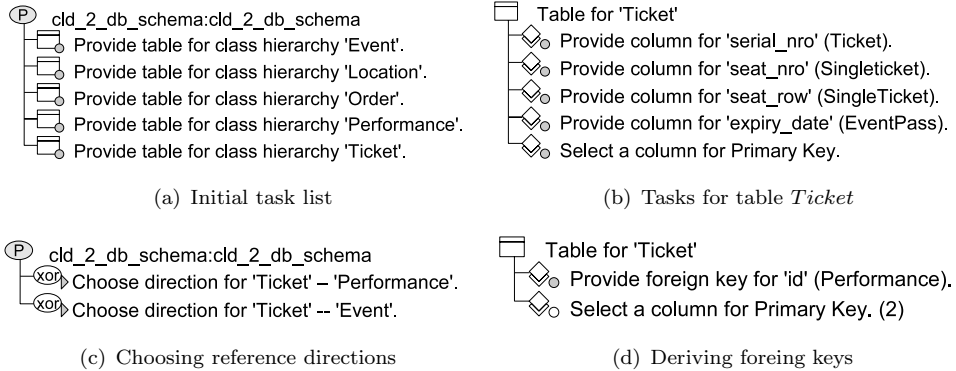 P cld_2_db_schema:cld_2_db_schema
Provide table for class hierarchy 'Event'.
Provide table for class hierarchy 'Location'.
Provide table for class hierarchy 'Order'.
Provide table for class hierarchy 'Performance'.
Provide table for class hierarchy 'Ticket'.
(a) Initial task list
Table for 'Ticket'
Provide column for 'serial_nro' (Ticket).
Provide column for 'seat_nro' (Singleticket).
Provide column for 'seat_row' (SingleTicket).
Provide column for 'expiry_date' (EventPass).
Select a column for Primary Key.
(b) Tasks for table Ticket
P cld_2_db_schema:cld_2_db_schema
xor Choose direction for 'Ticket' – 'Performance'.
xor Choose direction for 'Ticket' -- 'Event'.
(c) Choosing reference directions
Table for 'Ticket'
Provide foreign key for 'id' (Performance).
Select a column for Primary Key. (2)
(d) Deriving foreing keys